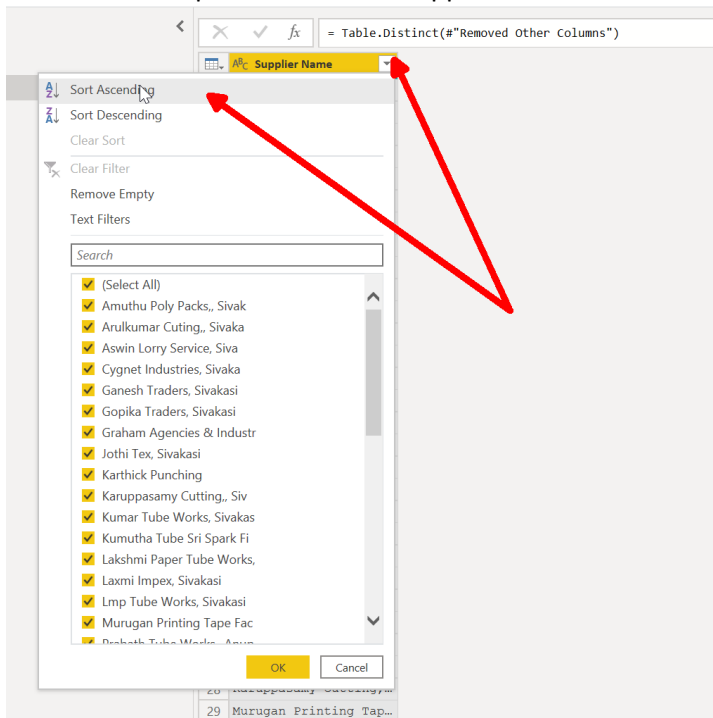 = Table.Distinct(#"Removed Other Columns")
ABC Supplier Name
Sort Ascending
Sort Descending
Clear Sort
Clear Filter
Remove Empty
Text Filters
Search
(Select All)
Amuthu Poly Packs,, Sivak
Arulkumar Cuting,, Sivaka
Aswin Lorry Service, Siva
Cygnet Industries, Sivaka
Ganesh Traders, Sivakasi
Gopika Traders, Sivakasi
Graham Agencies & Industr
Jothi Tex, Sivakasi
Karthick Punching
Karuppasamy Cutting,, Siv
Kumar Tube Works, Sivakas
Kumutha Tube Sri Spark Fi
Lakshmi Paper Tube Works,
Laxmi Impex, Sivakasi
Lmp Tube Works, Sivakasi
Murugan Printing Tape Fac
OK Cancel
28 Karuppasamy Cutting,…
29 Murugan Printing Tap…